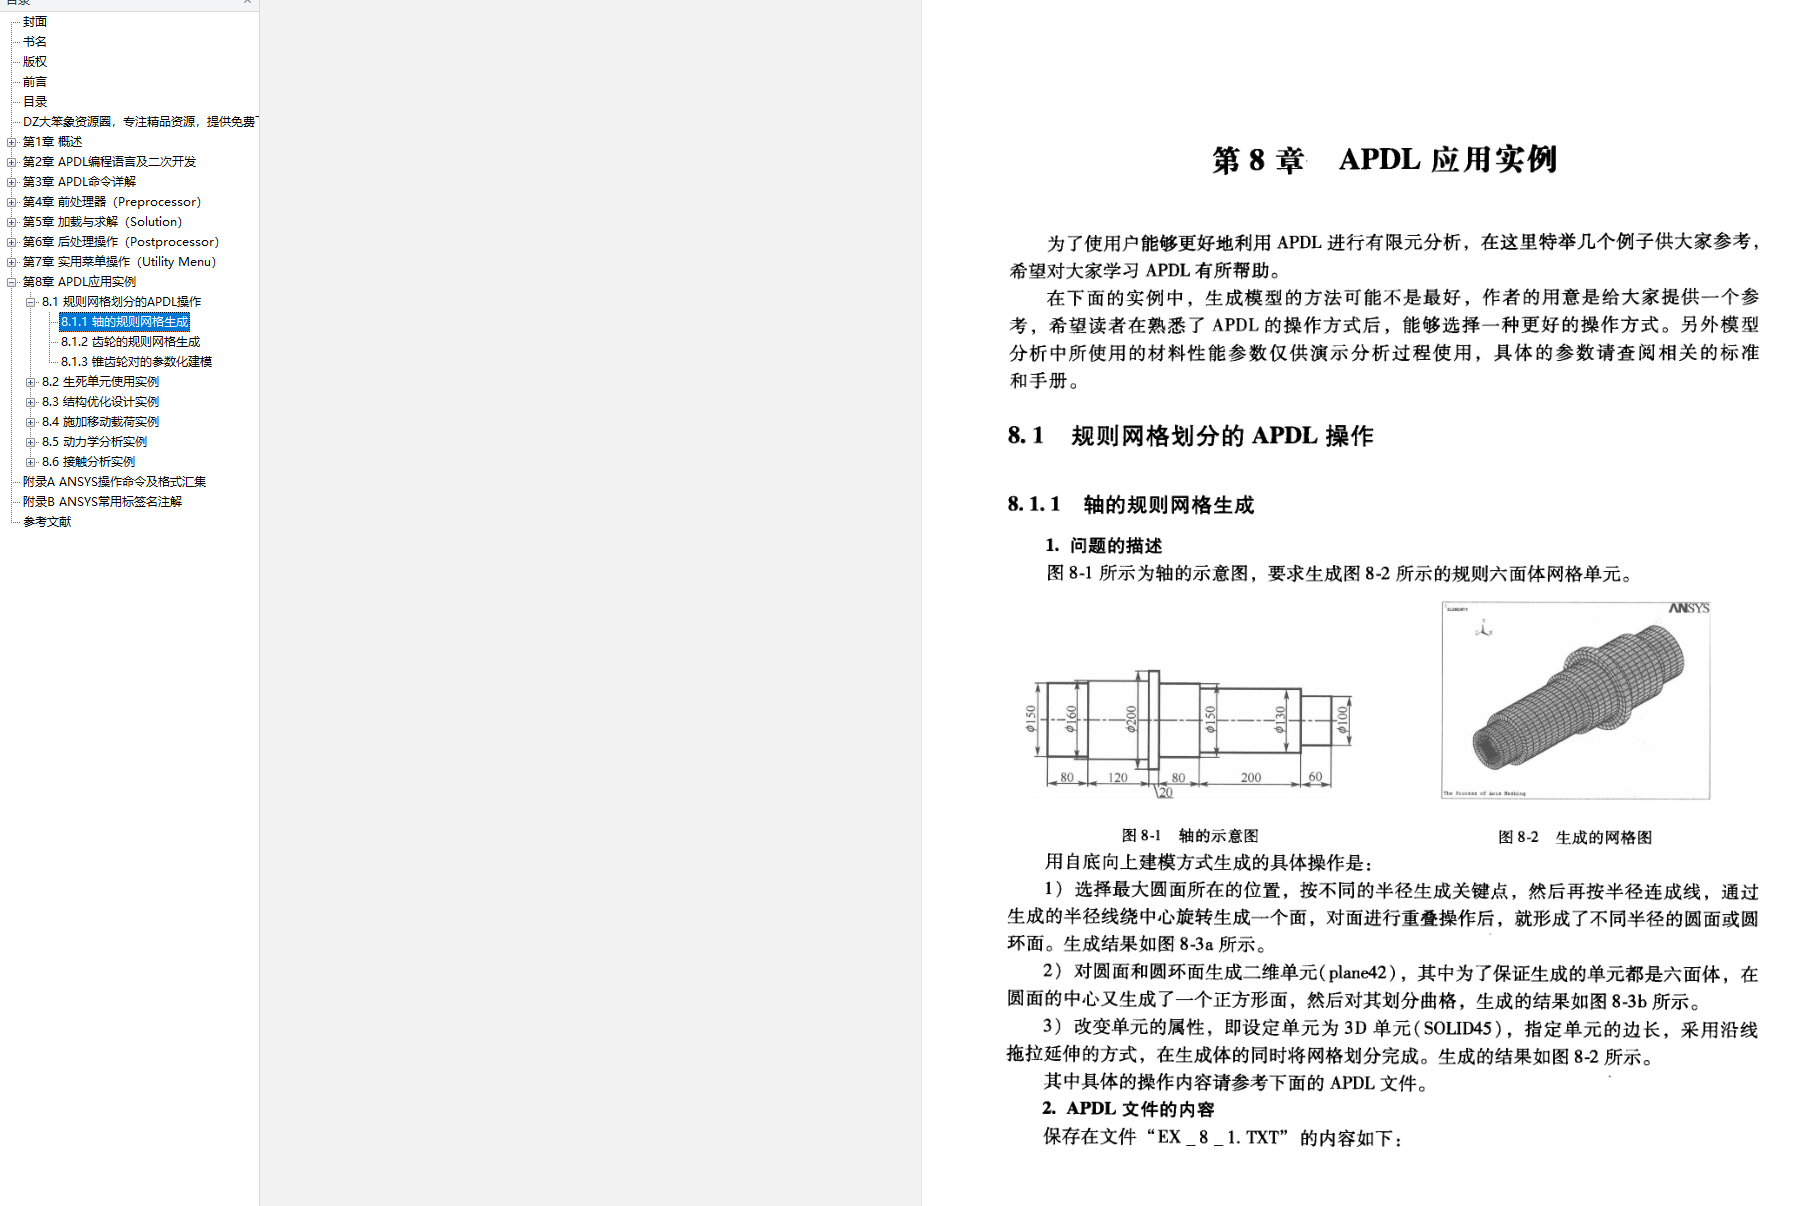 目录
封面
书名
版权
前言
目录
DZ大笨象资源圈，专注精品资源，提供免费
第1章 概述
第2章 APDL编程语言及二次开发
第3章 APDL命令详解
第4章 前处理器（Preprocessor）
第5章 加载与求解（Solution）
第6章 后处理操作（Postprocessor）
第7章 实用菜单操作（Utility Menu）
第8章 APDL应用实例
8.1 规则网格划分的APDL操作
8.1.1 轴的规则网格生成
8.1.2 齿轮的规则网格生成
8.1.3 锥齿轮对的参数化建模
8.2 生死单元使用实例
8.3 结构优化设计实例
8.4 施加移动载荷实例
8.5 动力学分析实例
8.6 接触分析实例
附录A ANSYS操作命令及格式汇集
附录B ANSYS常用标签名注解
参考文献
第 8 章 APDL 应用实例
为了使用户能够更好地利用 APDL 进行有限元分析，在这里特举几个例子供大家参考，
希望对大家学习 APDL 有所帮助。
在下面的实例中，生成模型的方法可能不是最好，作者的用意是给大家提供一个参
考，希望读者在熟悉了 APDL 的操作方式后，能够选择一种更好的操作方式。另外模型
分析中所使用的材料性能参数仅供演示分析过程使用，具体的参数请查阅相关的标准
和手册。
8.1 规则网格划分的 APDL 操作
8.1.1 轴的规则网格生成
1. 问题的描述
图 8-1 所示为轴的示意图，要求生成图 8-2 所示的规则六面体网格单元。
ϕ150 ϕ160 ϕ200 ϕ150 ϕ130 ϕ100
80 120 80 200 60
20
1
ELEMENTS
ANSYS
Y
Z X
The Process of Axis Meshing
图 8-1 轴的示意图
图 8-2 生成的网格图
用自底向上建模方式生成的具体操作是：
1）选择最大圆面所在的位置，按不同的半径生成关键点，然后再按半径连成线，通过
生成的半径线绕中心旋转生成一个面，对面进行重叠操作后，就形成了不同半径的圆面或圆
环面。生成结果如图 8-3a 所示。
2）对圆面和圆环面生成二维单元(plane42)，其中为了保证生成的单元都是六面体，在
圆面的中心又生成了一个正方形面，然后对其划分曲格，生成的结果如图 8-3b 所示。
3）改变单元的属性，即设定单元为 3D 单元(SOLID45)，指定单元的边长，采用沿线
拖拉延伸的方式，在生成体的同时将网格划分完成。生成的结果如图 8-2 所示。
其中具体的操作内容请参考下面的 APDL 文件。
2. APDL 文件的内容
保存在文件“EX_8_1.TXT”的内容如下：